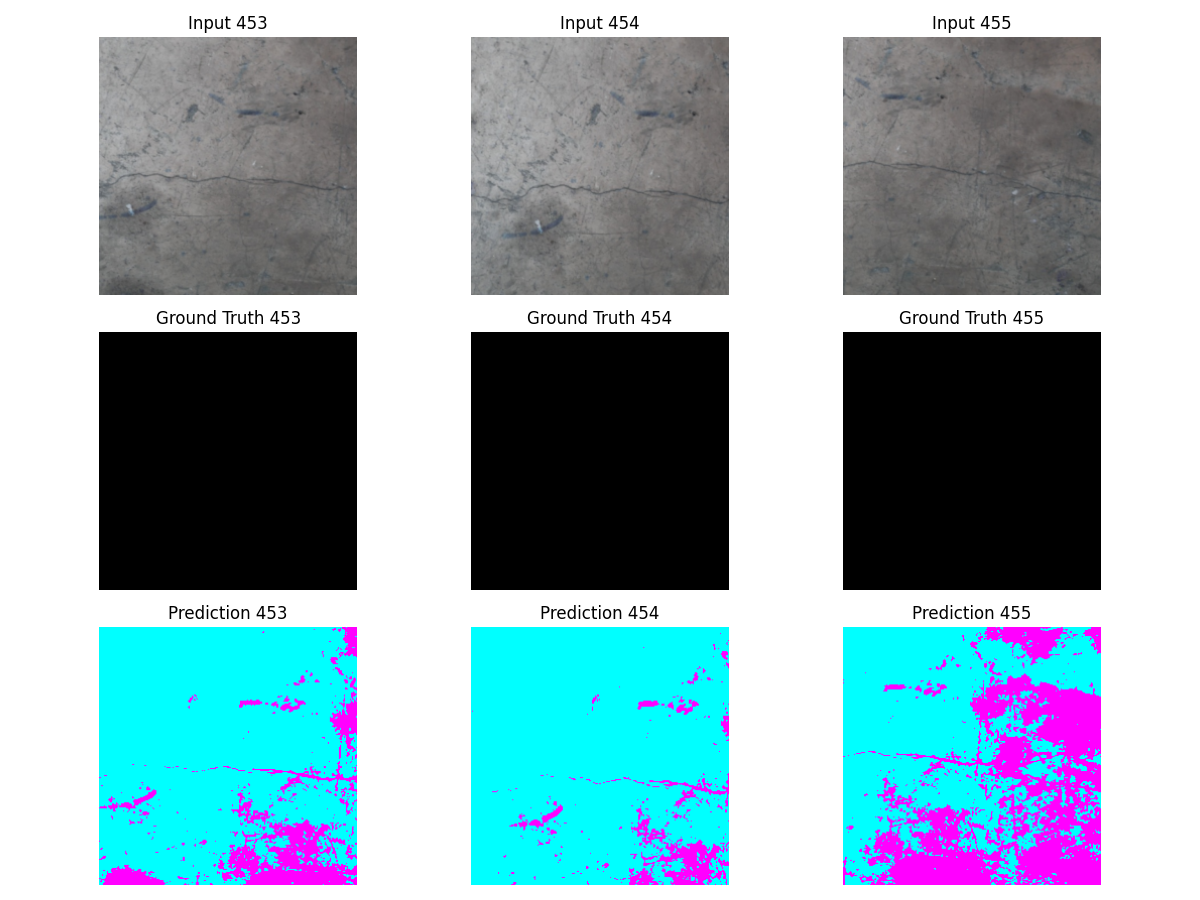 Input 453
Input 454
Input 455
Ground Truth 453
Ground Truth 454
Ground Truth 455
Prediction 453
Prediction 454
Prediction 455